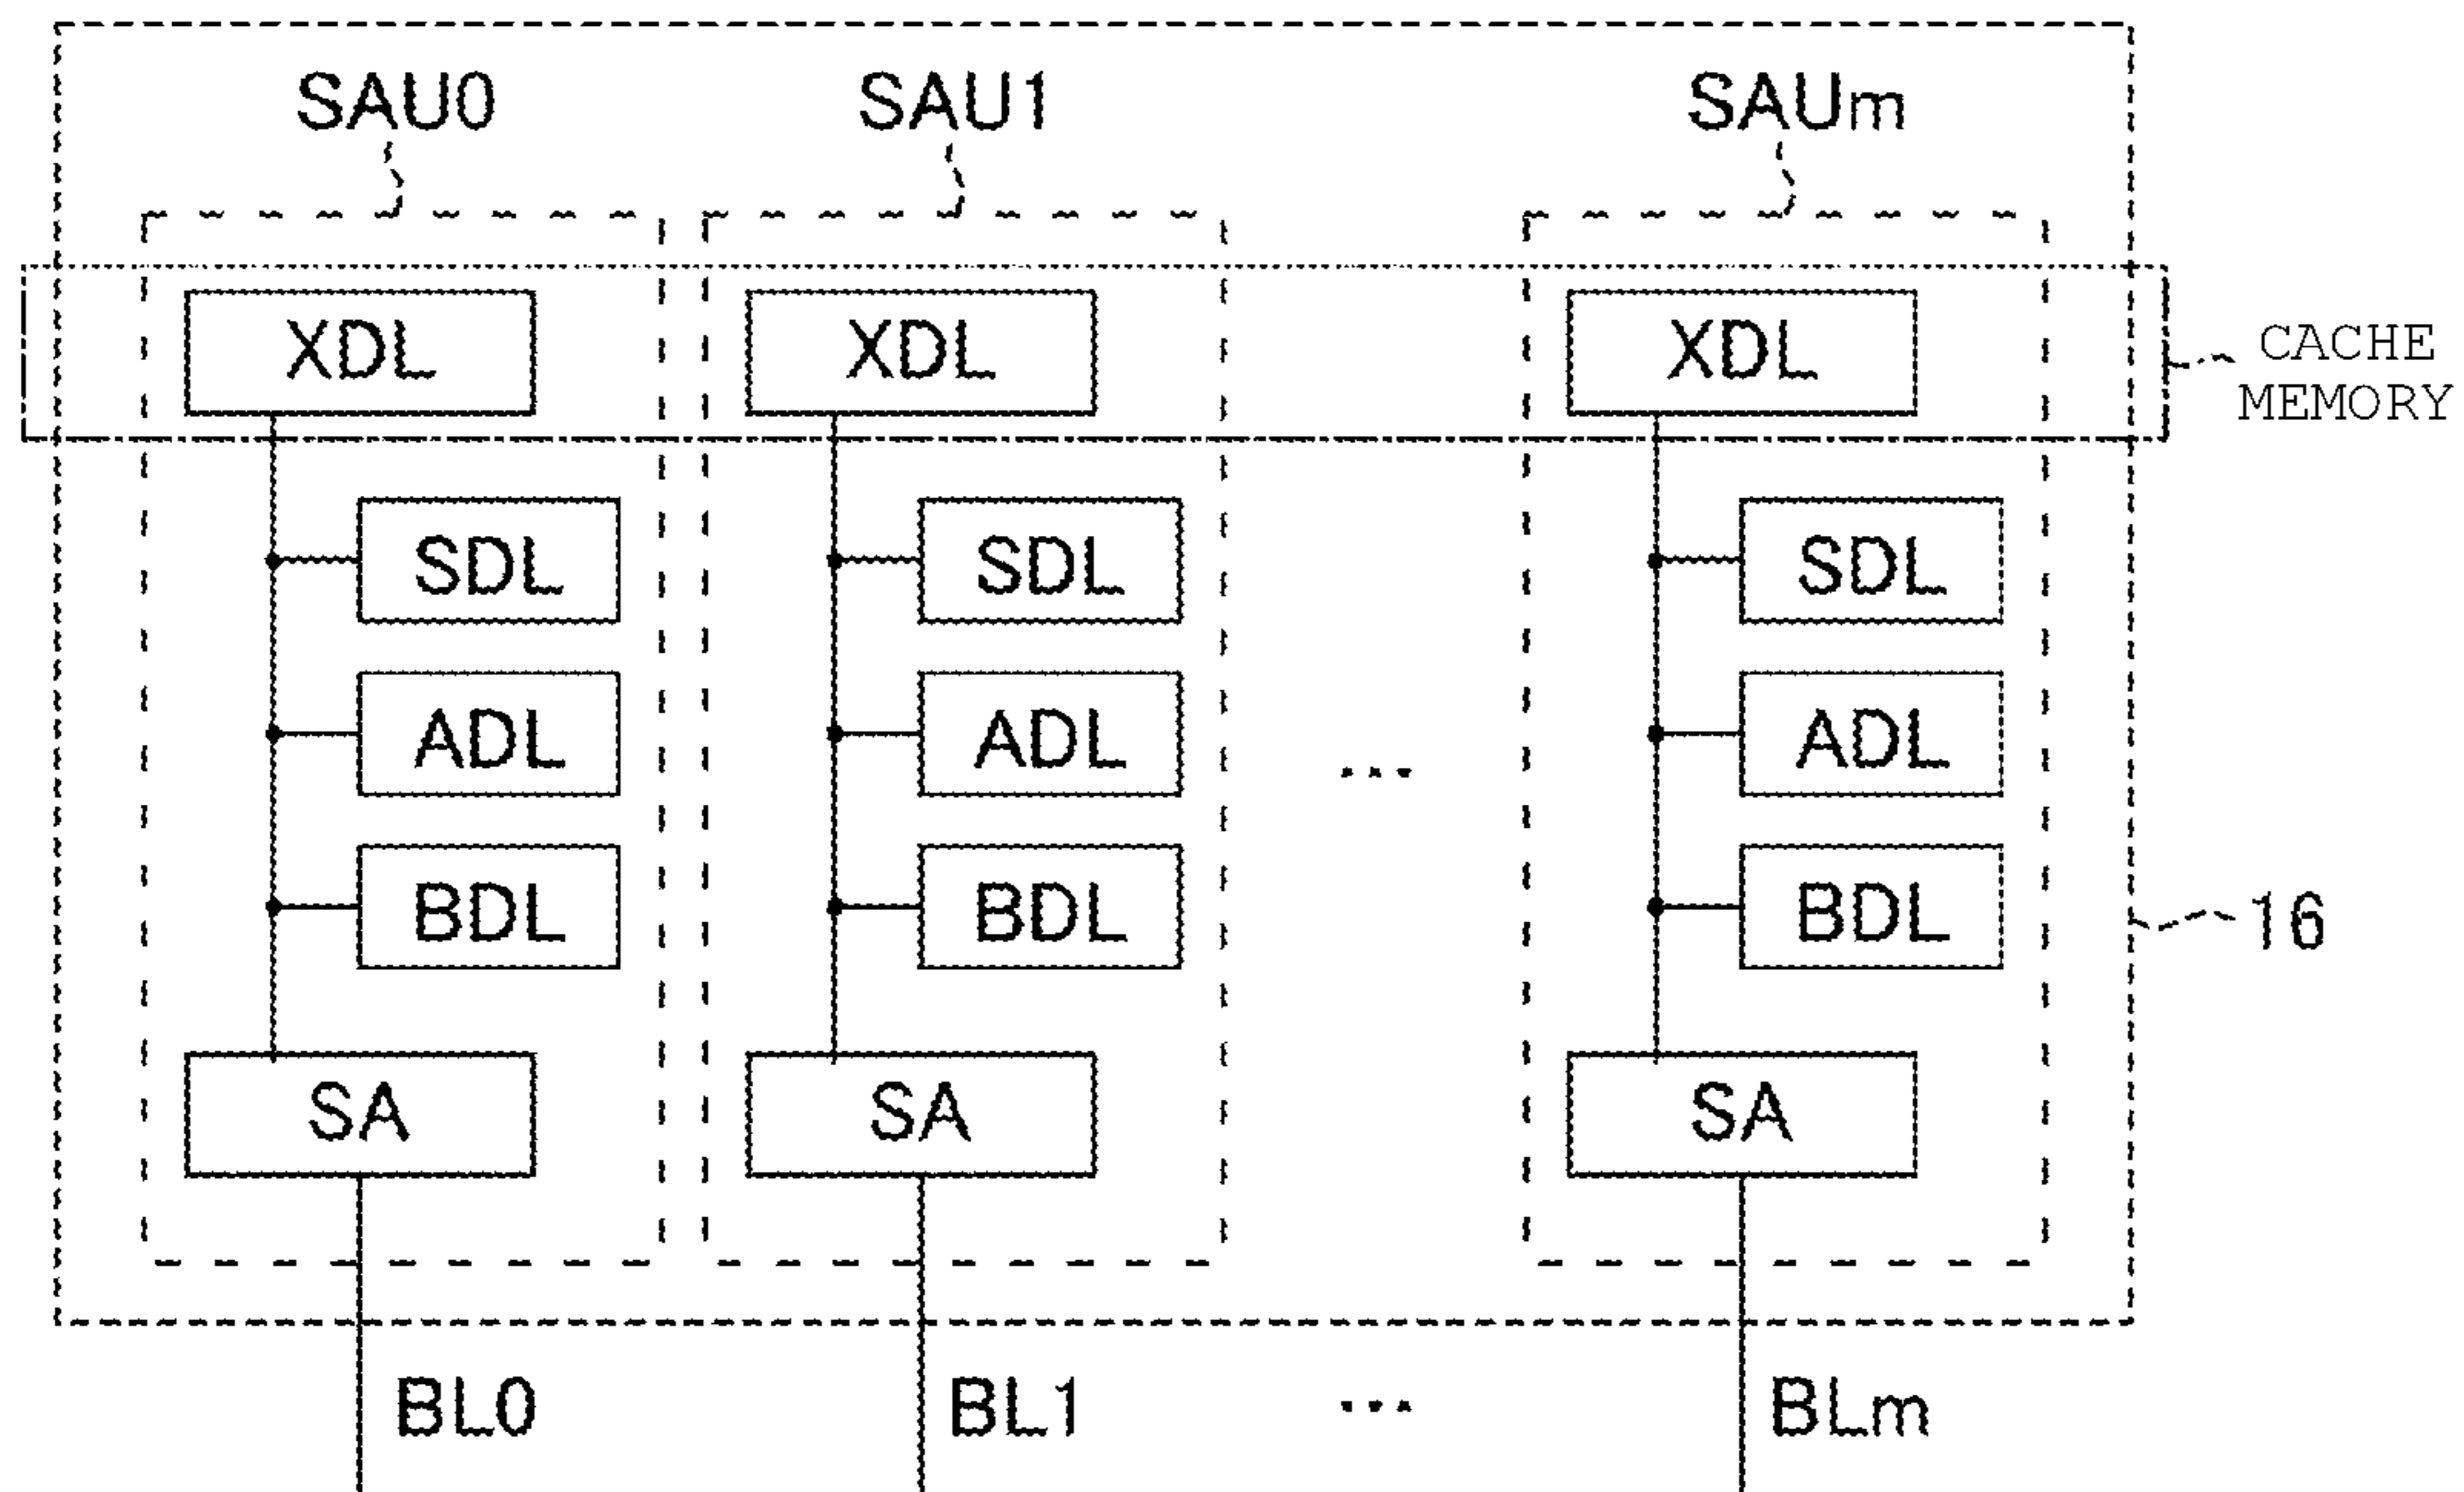 SAU0 SAU1 SAUm
XDL XDL XDL
CACHE
MEMORY
SDL SDL SDL
ADL ADL ... ADL
BDL BDL BDL
16
SA SA SA
BL0 BL1 ... BLm